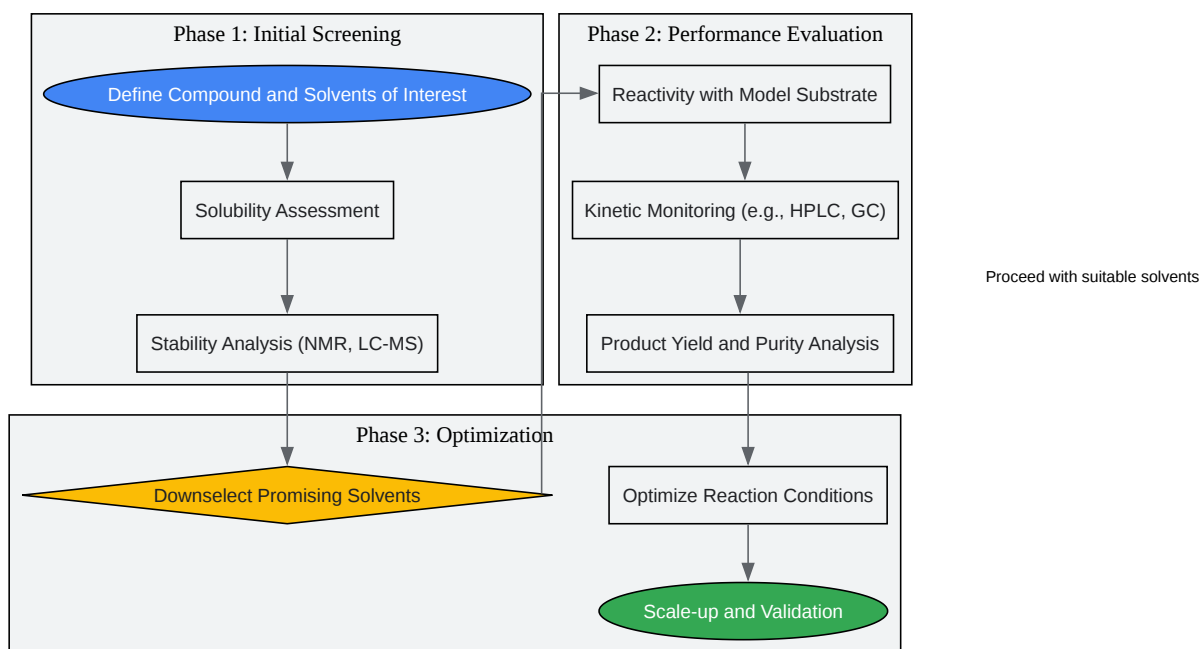 Phase 1: Initial Screening
Define Compound and Solvents of Interest
Solubility Assessment
Stability Analysis (NMR, LC-MS)
Phase 2: Performance Evaluation
Reactivity with Model Substrate
Kinetic Monitoring (e.g., HPLC, GC)
Product Yield and Purity Analysis
Proceed with suitable solvents
Phase 3: Optimization
Downselect Promising Solvents
Optimize Reaction Conditions
Scale-up and Validation